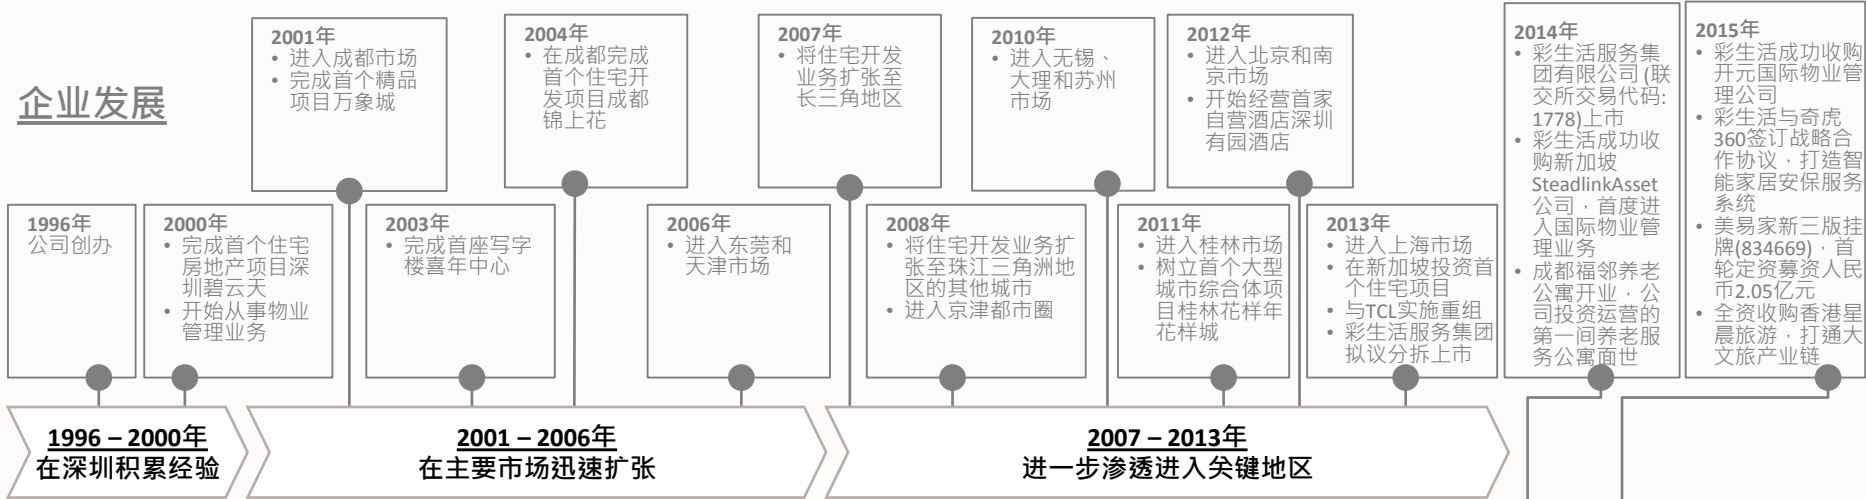 企业发展
2001年
• 进入成都市场
• 完成首个精品
项目万象城
2004年
• 在成都完成
首个住宅开
发项目成都
锦上花
2007年
• 将住宅开发
业务扩张至
长三角地区
2010年
• 进入无锡、
大理和苏州
市场
2012年
• 进入北京和南
京市场
• 开始经营首家
自营酒店深圳
有园酒店
2014年
• 彩生活服务集
团有限公司 (联
交所交易代码:
1778)上市
• 彩生活成功收
购新加坡
SteadlinkAsset
公司，首度进
入国际物业管
理业务
• 成都福邻养老
公寓开业，公
司投资运营的
第一间养老服
务公寓面世
2015年
• 彩生活成功收购
开元国际物业管
理公司
• 彩生活与奇虎
360签订战略合
作协议，打造智
能家居安保服务
系统
• 美易家新三版挂
牌(834669)，首
轮定资募资人民
币2.05亿元
• 全资收购香港星
晨旅游，打通大
文旅产业链
1996年
公司创办
2000年
• 完成首个住宅
房地产项目深
圳碧云天
• 开始从事物业
管理业务
2003年
• 完成首座写字
楼喜年中心
2006年
• 进入东莞和
天津市场
2008年
• 将住宅开发业务扩
张至珠江三角洲地
区的其他城市
• 进入京津都市圈
2011年
• 进入桂林市场
• 树立首个大型
城市综合体项
目桂林花样年
花样城
2013年
• 进入上海市场
• 在新加坡投资首
个住宅项目
• 与TCL实施重组
• 彩生活服务集团
拟议分拆上市
1996 – 2000年
在深圳积累经验
2001 – 2006年
在主要市场迅速扩张
2007 – 2013年
进一步渗透进入关键地区